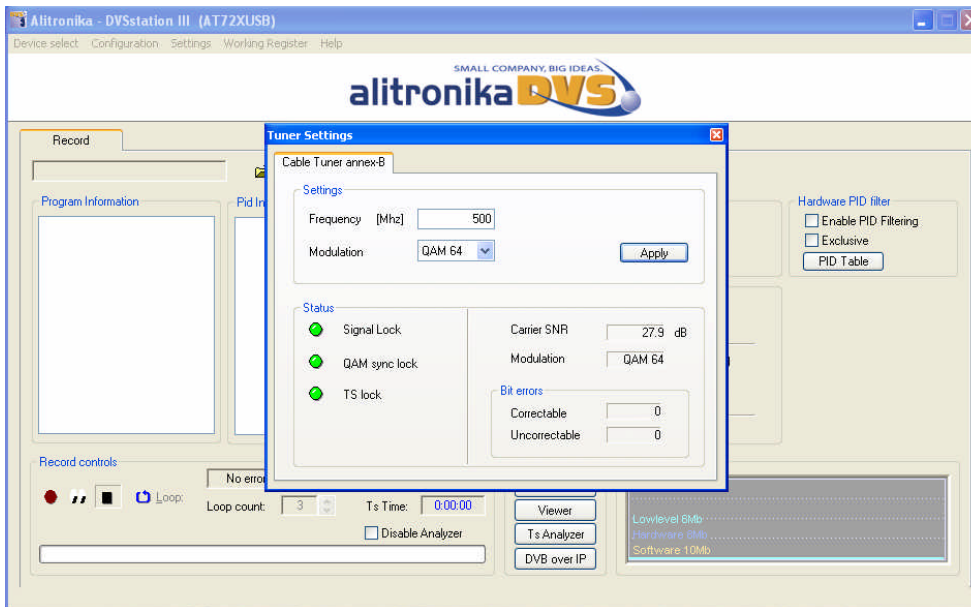 Alitronika - DVSstation III (AT72XUSB)
Device select Configuration Settings Working Register Help
SMALL COMPANY, BIG IDEAS.
alitronika DVS
Record
Program Information
Pid In
Tuner Settings
Cable Tuner annex-B
Settings
Frequency [Mhz] 500
Modulation QAM 64
Apply
Status
Signal Lock
QAM sync lock
TS lock
Carrier SNR 27.9 dB
Modulation QAM 64
Bit errors
Correctable 0
Uncorrectable 0
Hardware PID filter
Enable PID Filtering
Exclusive
PID Table
Record controls
Loop:
No error
Loop count: 3
Ts Time: 0:00:00
Disable Analyzer
Viewer
Ts Analyzer
DVB over IP
Lowlevel 6Mb
Hardware 8Mb
Software 10Mb